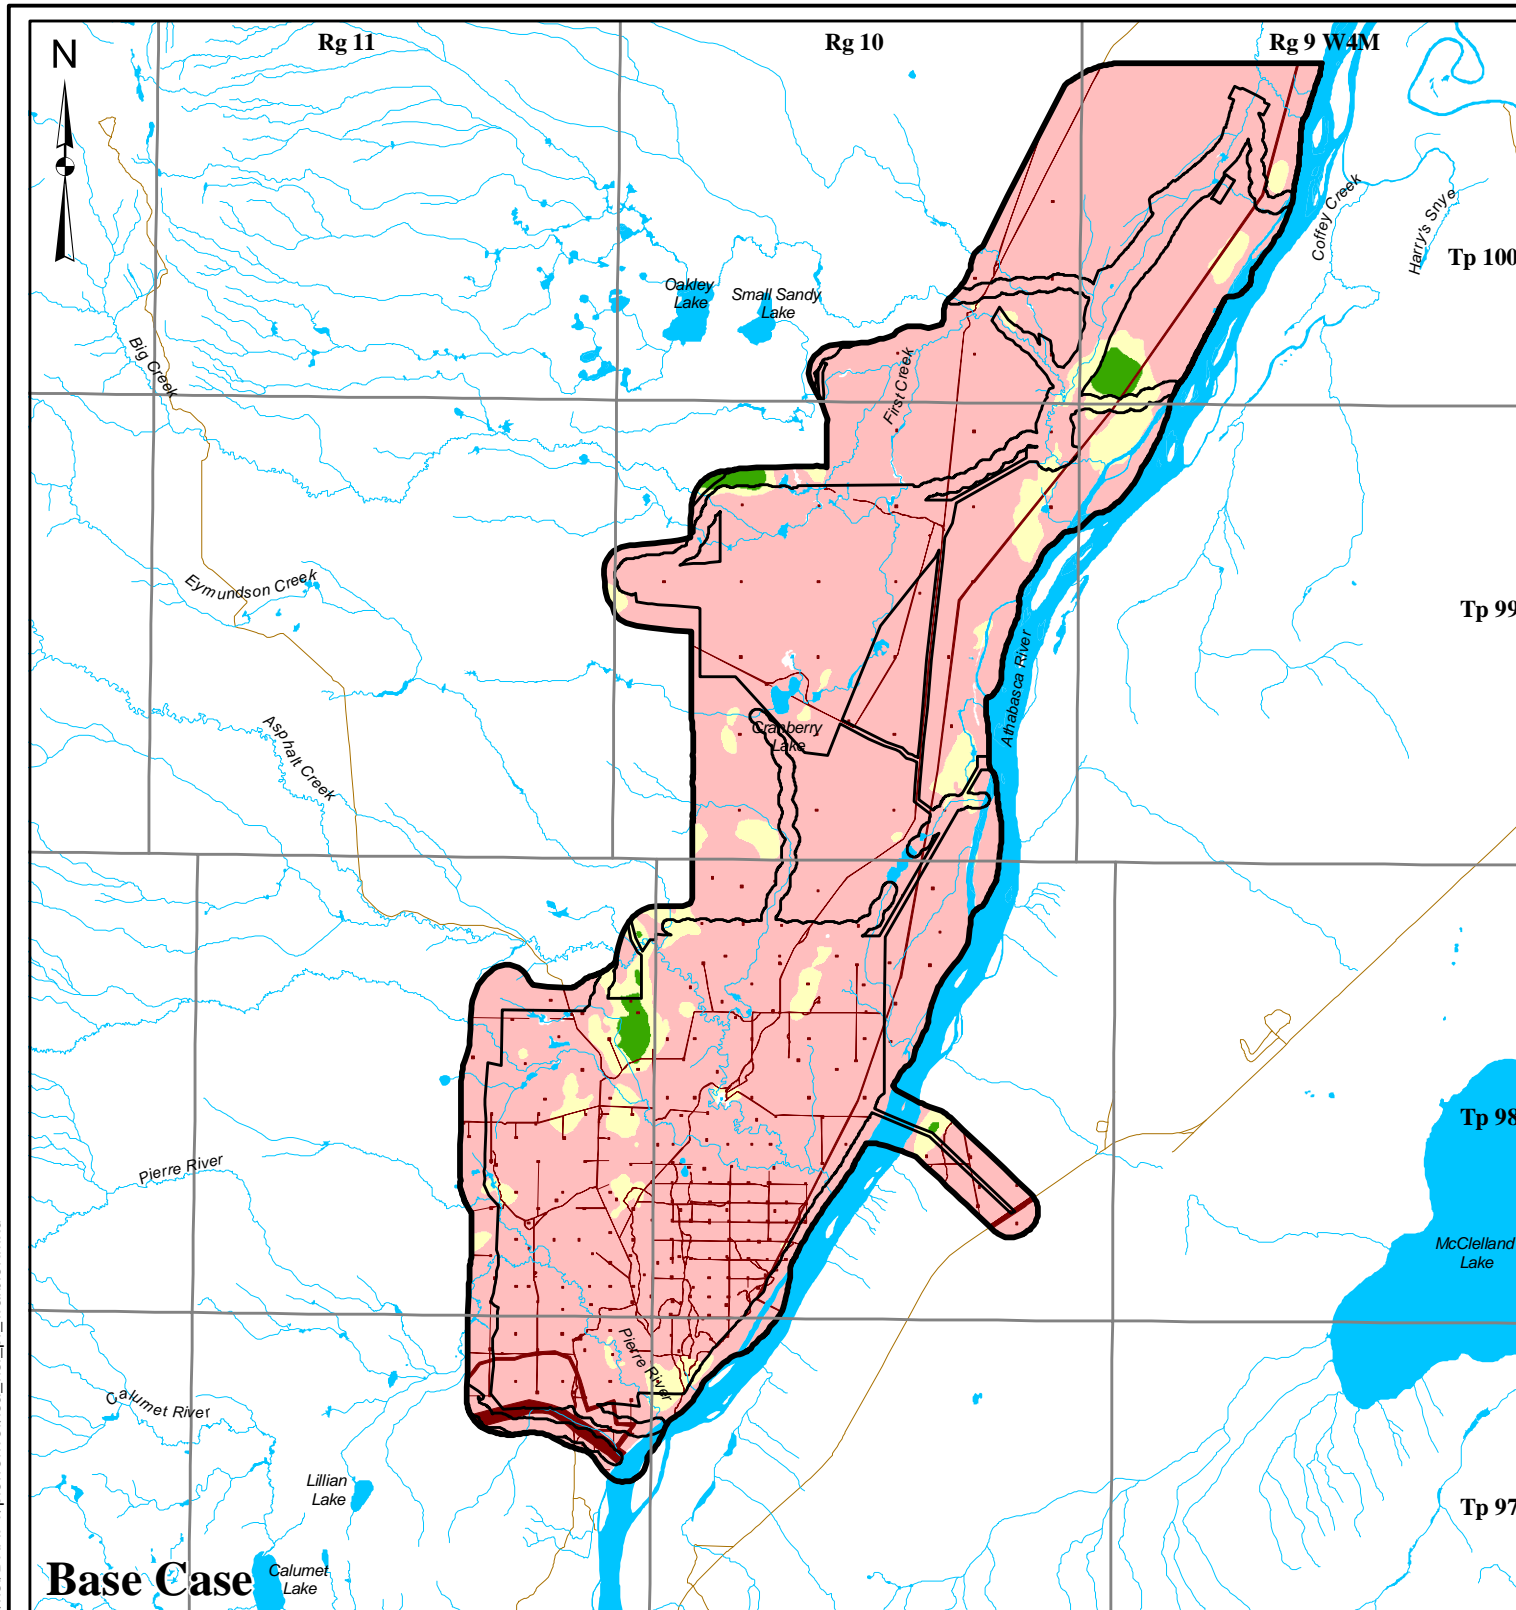 N
Rg 11
Rg 10
Rg 9 W4M
Coffey Creek
Harry's Snye
Tp 100
Oakley
Lake
Small Sandy
Lake
Big Creek
First Creek
Eymundson Creek
Tp 99
Athabasca River
Asphalt Creek
Cranberry
Lake
Tp 98
Pierre River
McClelland
Lake
Pierre River
Calumet River
Lillian
Lake
Tp 97
Base Case
Calumet
Lake